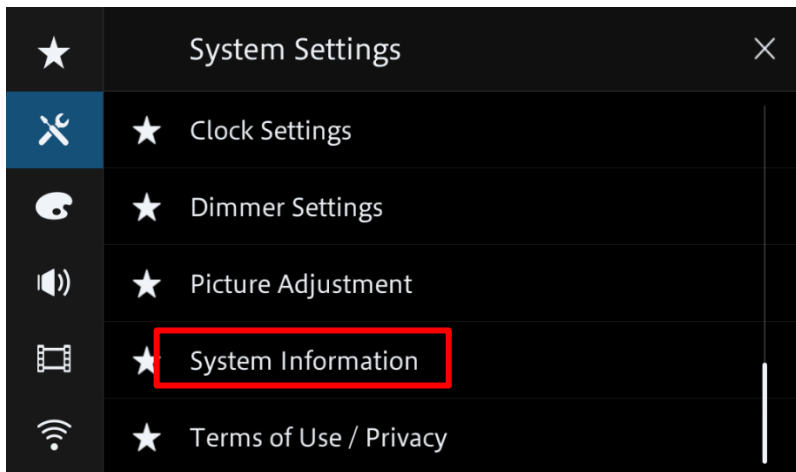 System Settings
Clock Settings
Dimmer Settings
Picture Adjustment
System Information
Terms of Use / Privacy